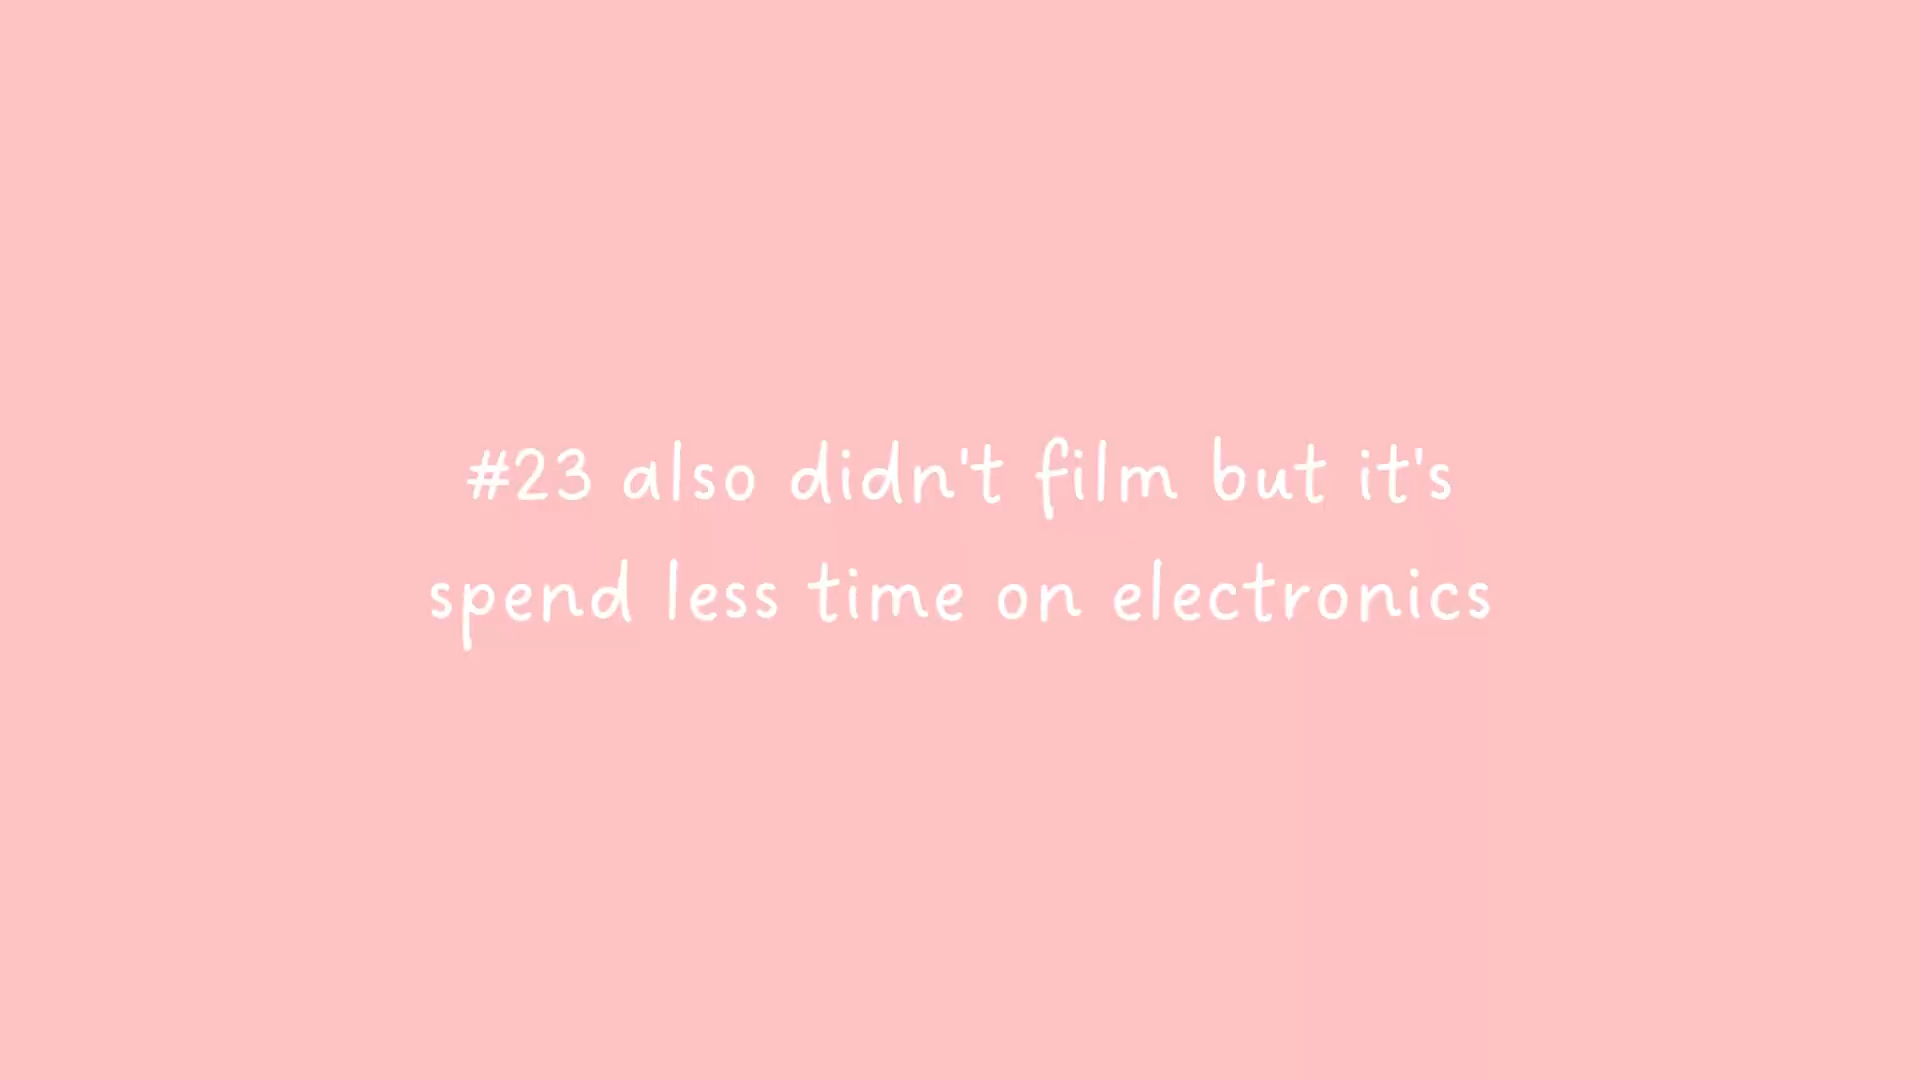 #23 also didn't film but it's
spend less time on electronics